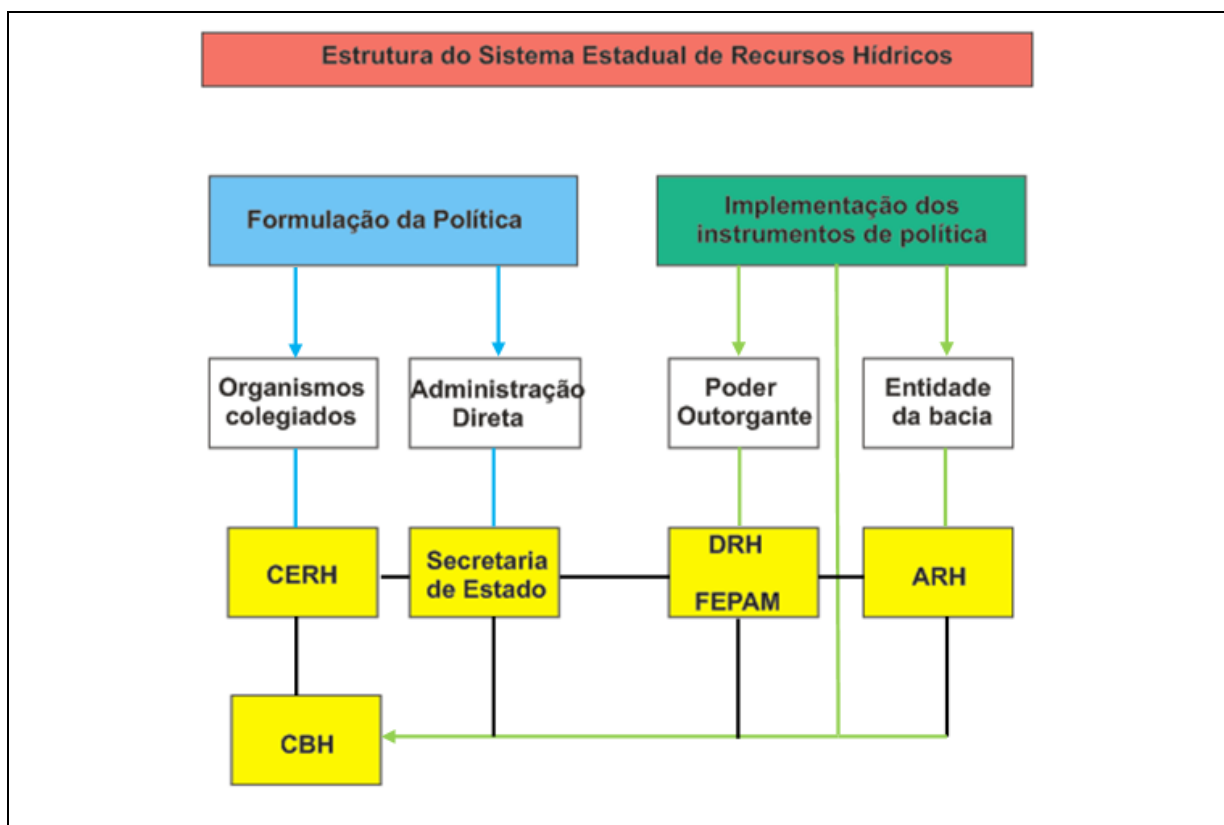 Estrutura do Sistema Estadual de Recursos Hídricos
Formulação da Política
Implementação dos
instrumentos de política
Organismos
colegiados
Administração
Direta
Poder
Outorgante
Entidade
da bacia
CERH
Secretaria
de Estado
DRH
FEPAM
ARH
CBH